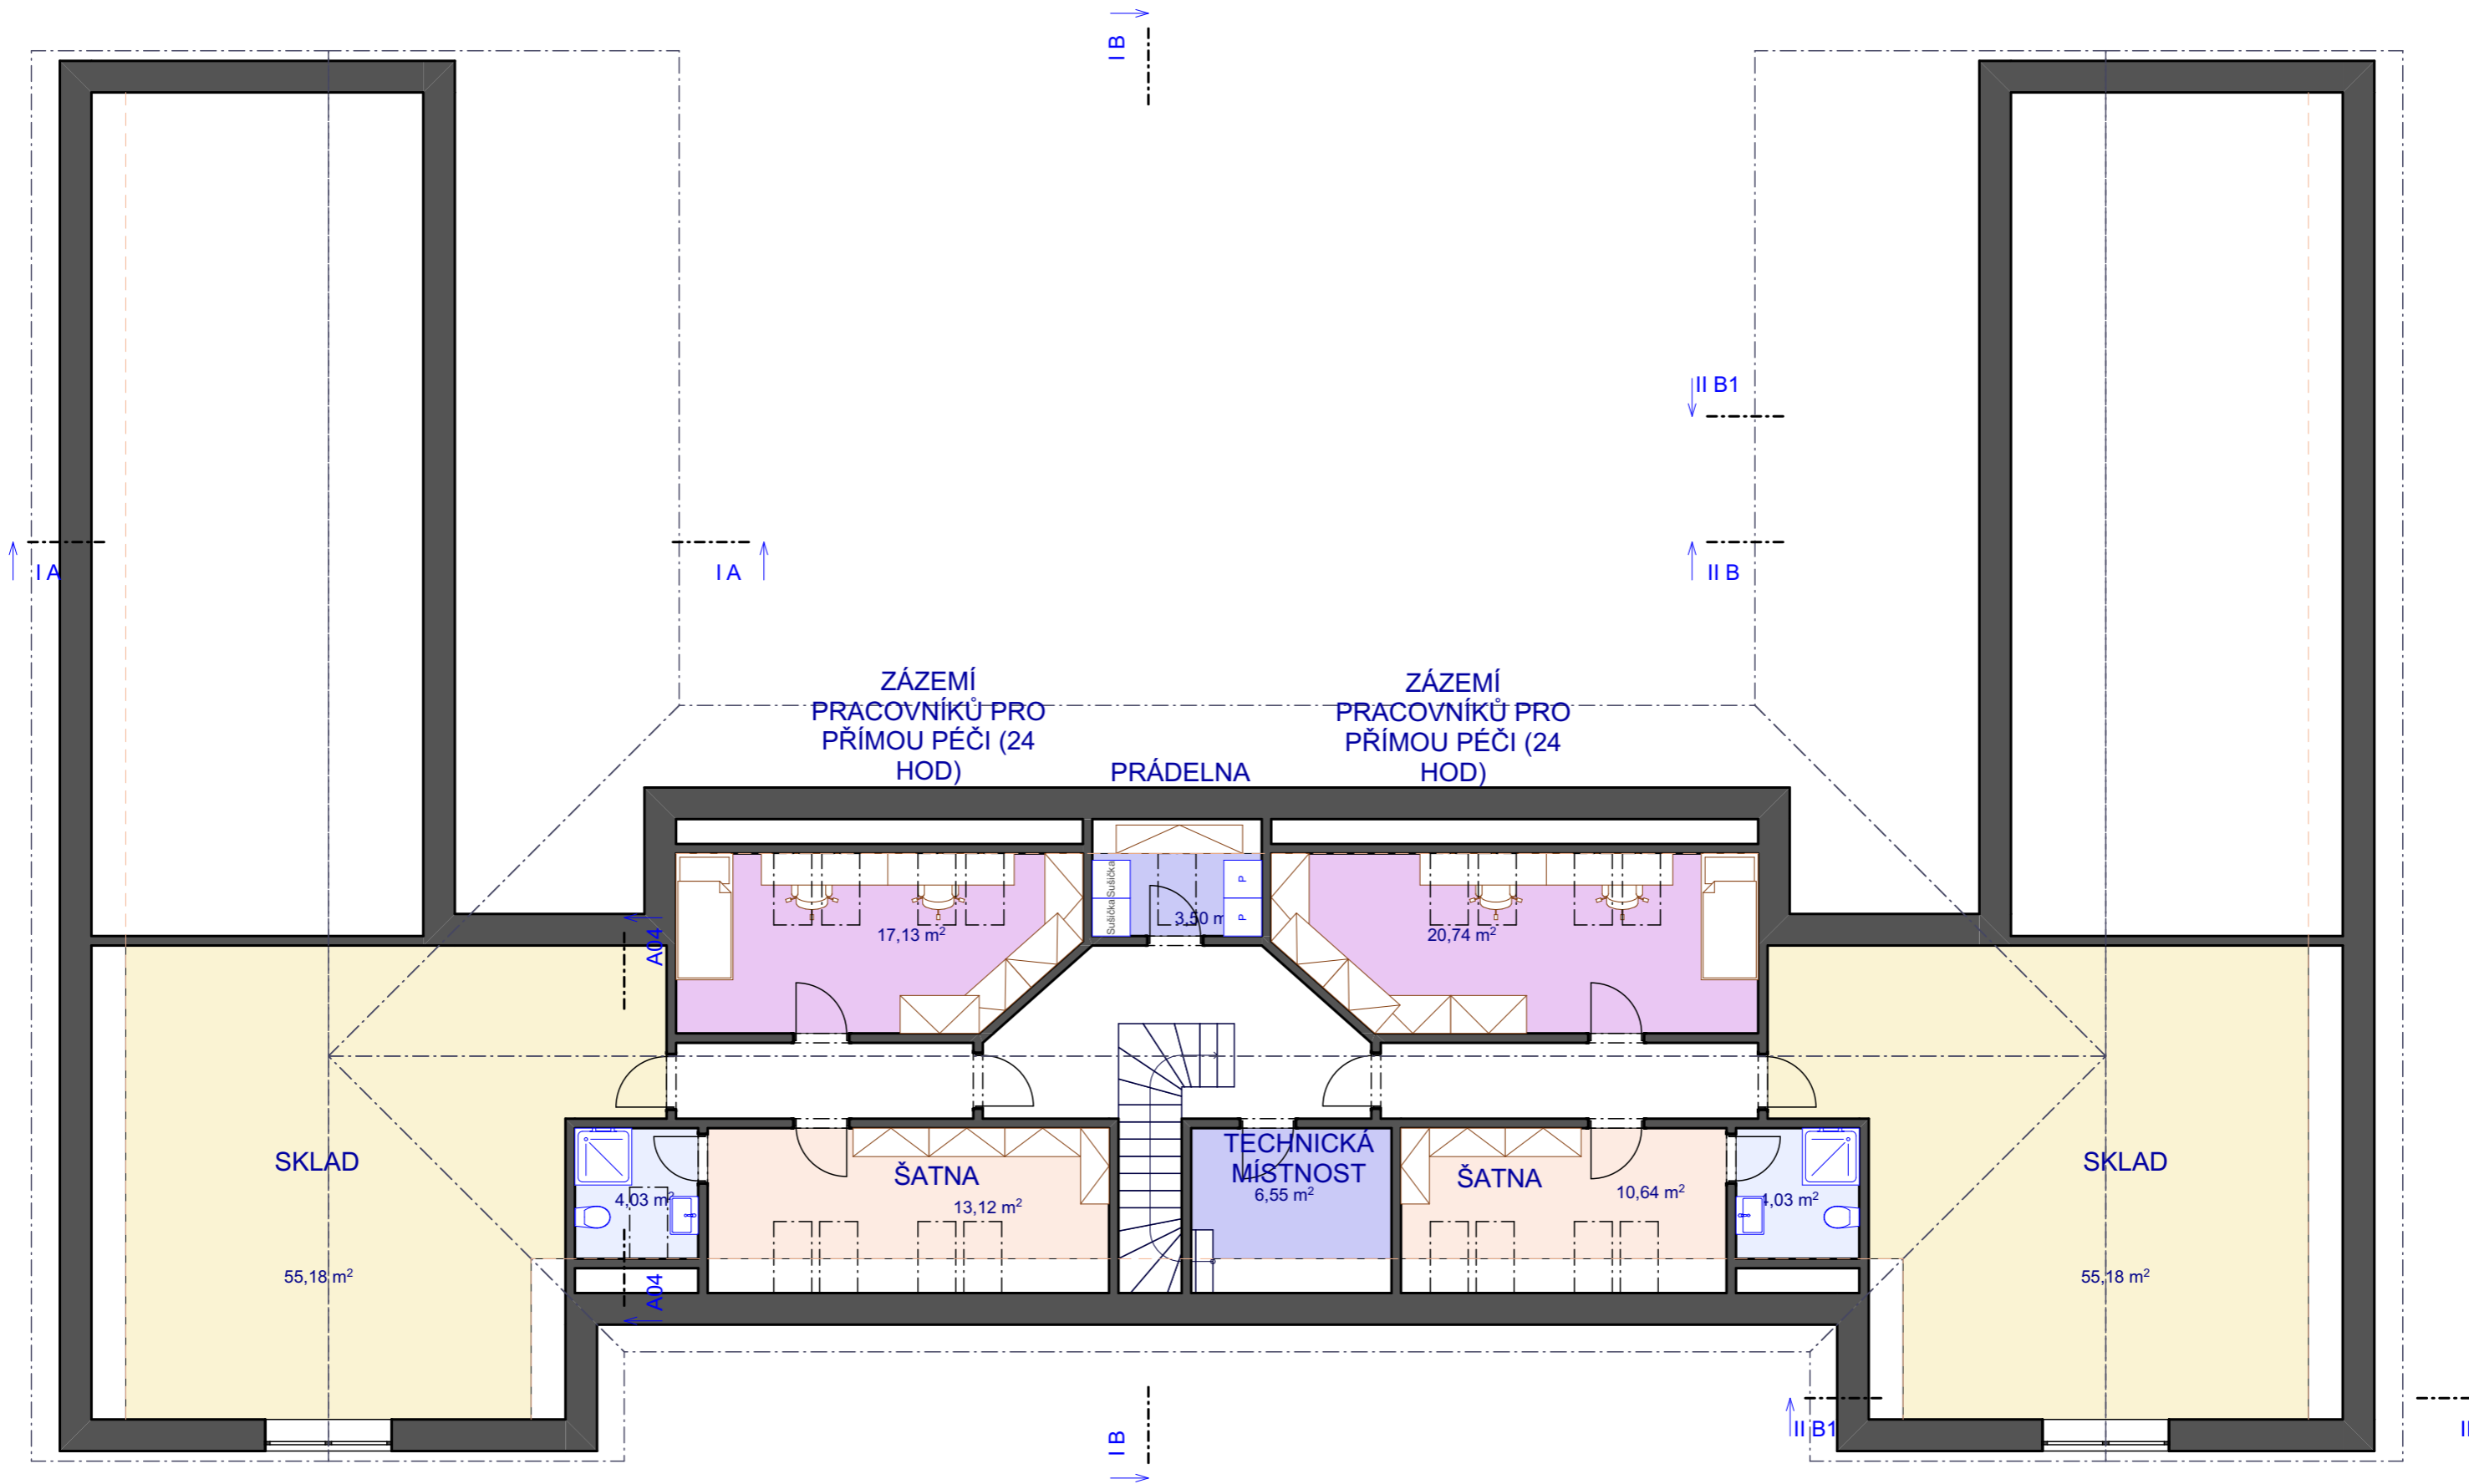 I B
II B1
I A
I A
II B
ZÁZEMÍ
PRACOVNÍKŮ PRO
PŘÍMOU PÉČI (24
HOD)
ZÁZEMÍ
PRACOVNÍKŮ PRO
PŘÍMOU PÉČI (24
HOD)
PRÁDELNA
Sušička
Sušička
P
P
3,50 m
17,13 m²
20,74 m²
A04
SKLAD
ŠATNA
TECHNICKÁ
MÍSTNOST
ŠATNA
SKLAD
4,03 m²
13,12 m²
6,55 m²
10,64 m²
4,03 m²
55,18 m²
55,18 m²
A04
I B
II B1